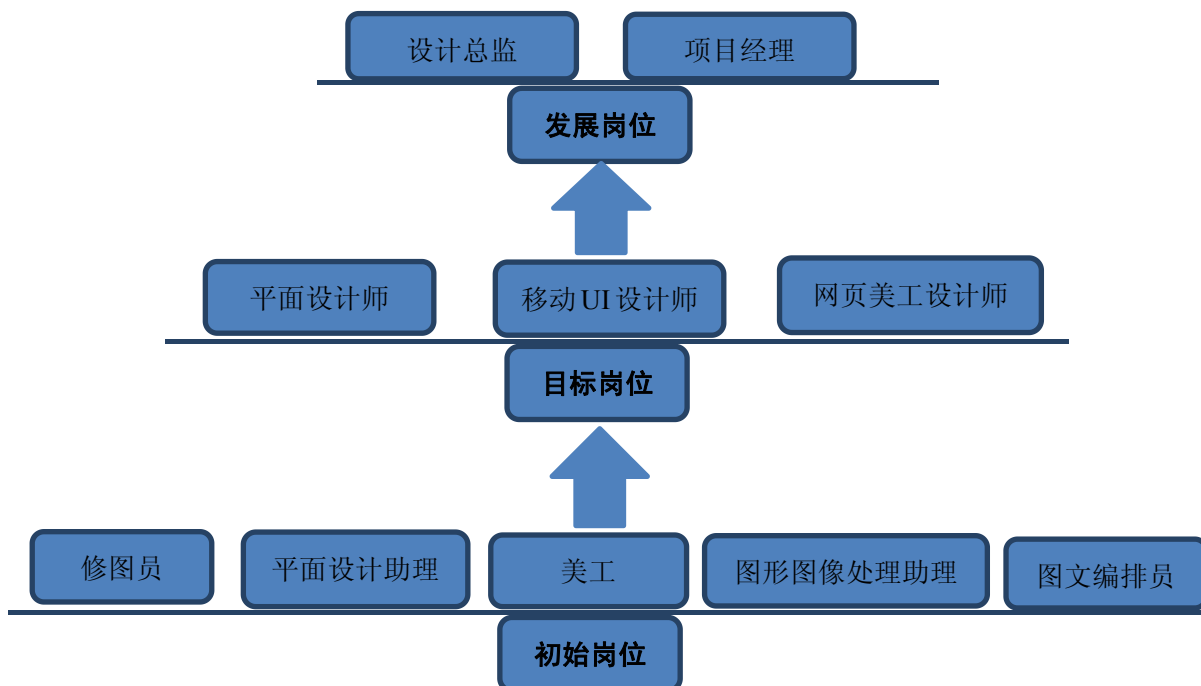 设计总监
项目经理
发展岗位
平面设计师
移动UI设计师
网页美工设计师
目标岗位
修图员
平面设计助理
美工
图形图像处理助理
图文编排员
初始岗位